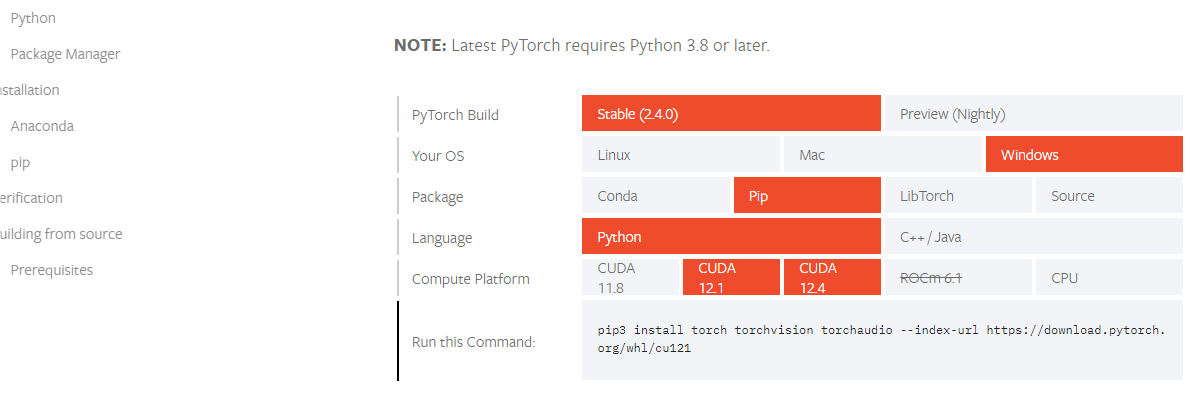 Python
Package Manager
nstallation
Anaconda
pip
erification
uilding from source
Prerequisites
NOTE: Latest PyTorch requires Python 3.8 or later.
PyTorch Build
Stable (2.4.0)
Preview (Nightly)
Your OS
Linux
Mac
Windows
Package
Conda
Pip
LibTorch
Source
Language
Python
C++ / Java
Compute Platform
CUDA
11.8
CUDA
12.1
CUDA
12.4
ROCm 6.1
CPU
Run this Command:
pip3 install torch torchvision torchaudio --index-url https://download.pytorch.
org/whl/cu121